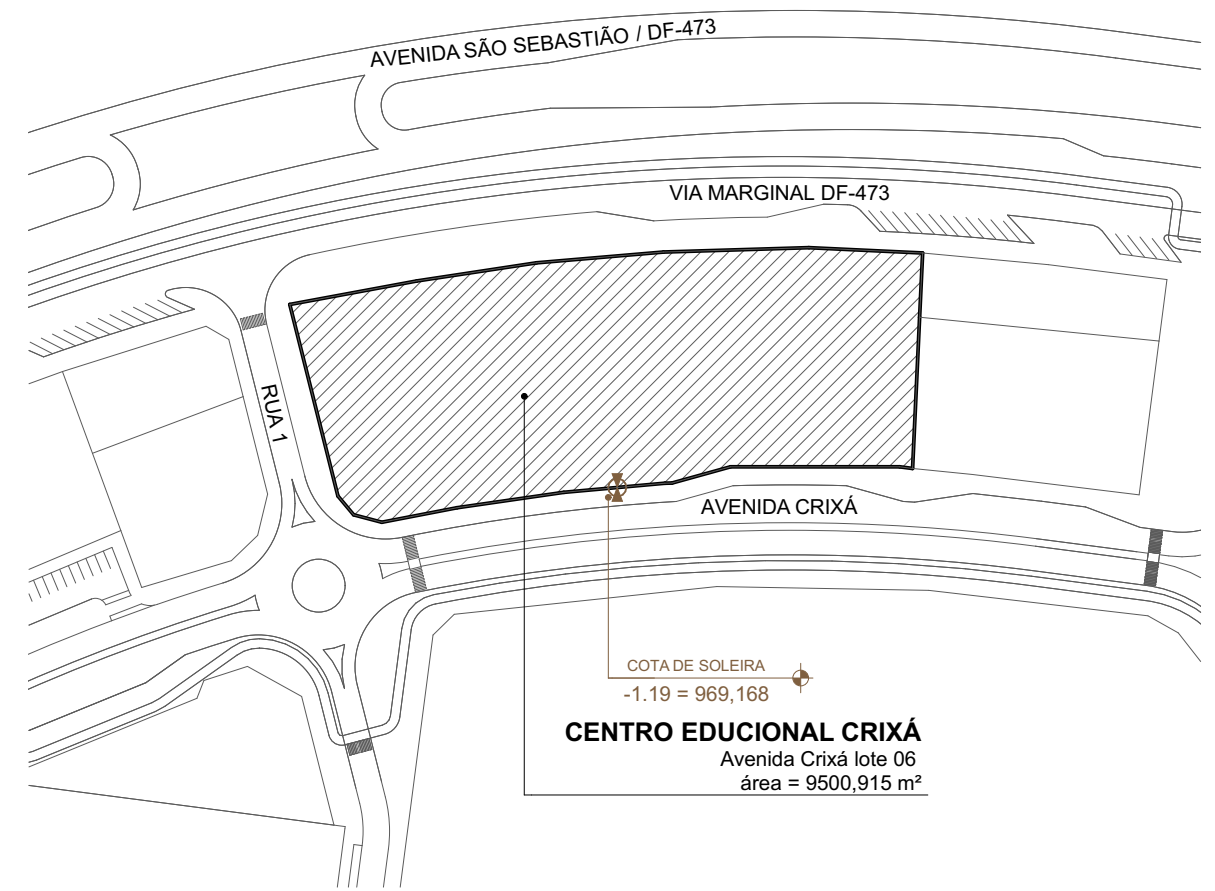 AVENIDA SÃO SEBASTIÃO / DF-473
VIA MARGINAL DF-473
RUA 1
AVENIDA CRIXÁ
COTA DE SOLEIRA
-1.19 = 969,168
CENTRO EDUCIONAL CRIXÁ
Avenida Crixá lote 06
área = 9500,915 m²